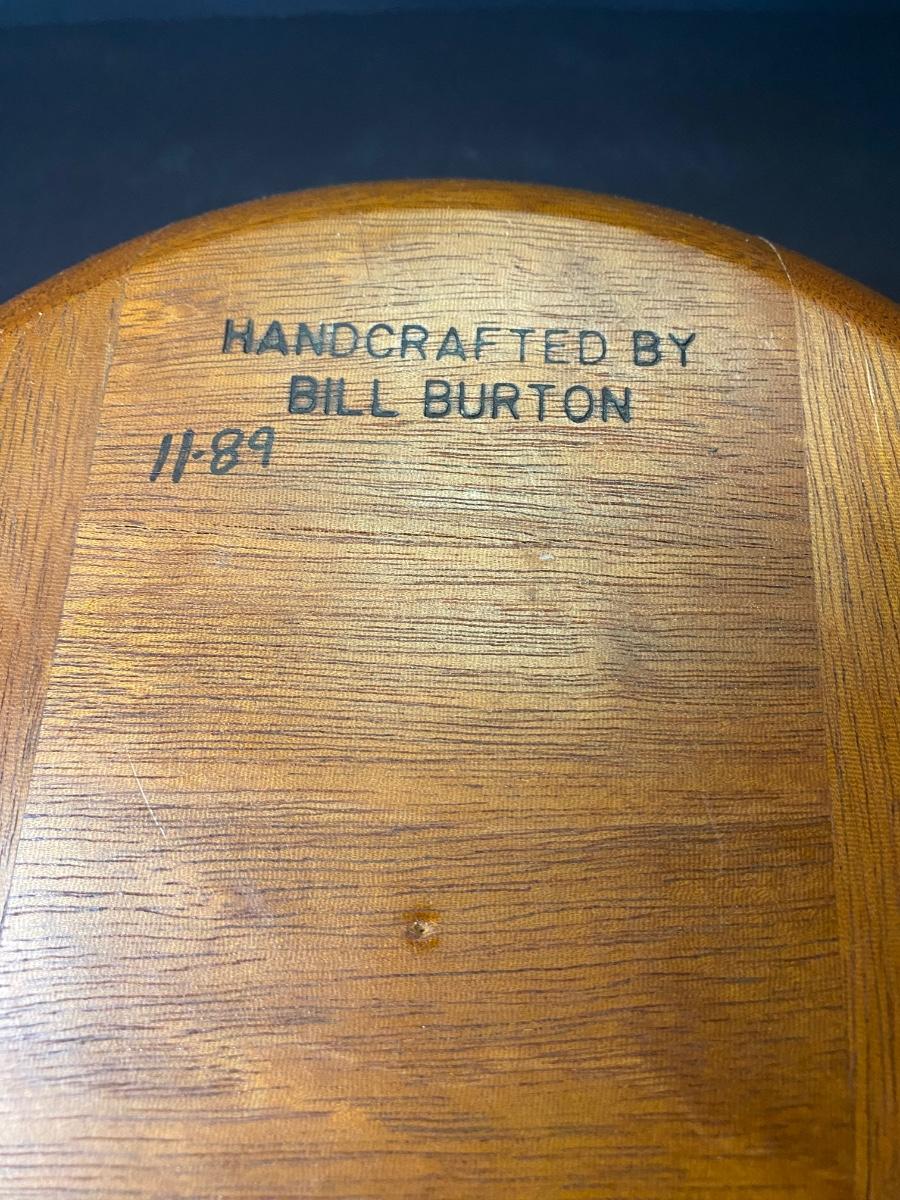 HANDCRAFTED BY
BILL BURTON
11-89